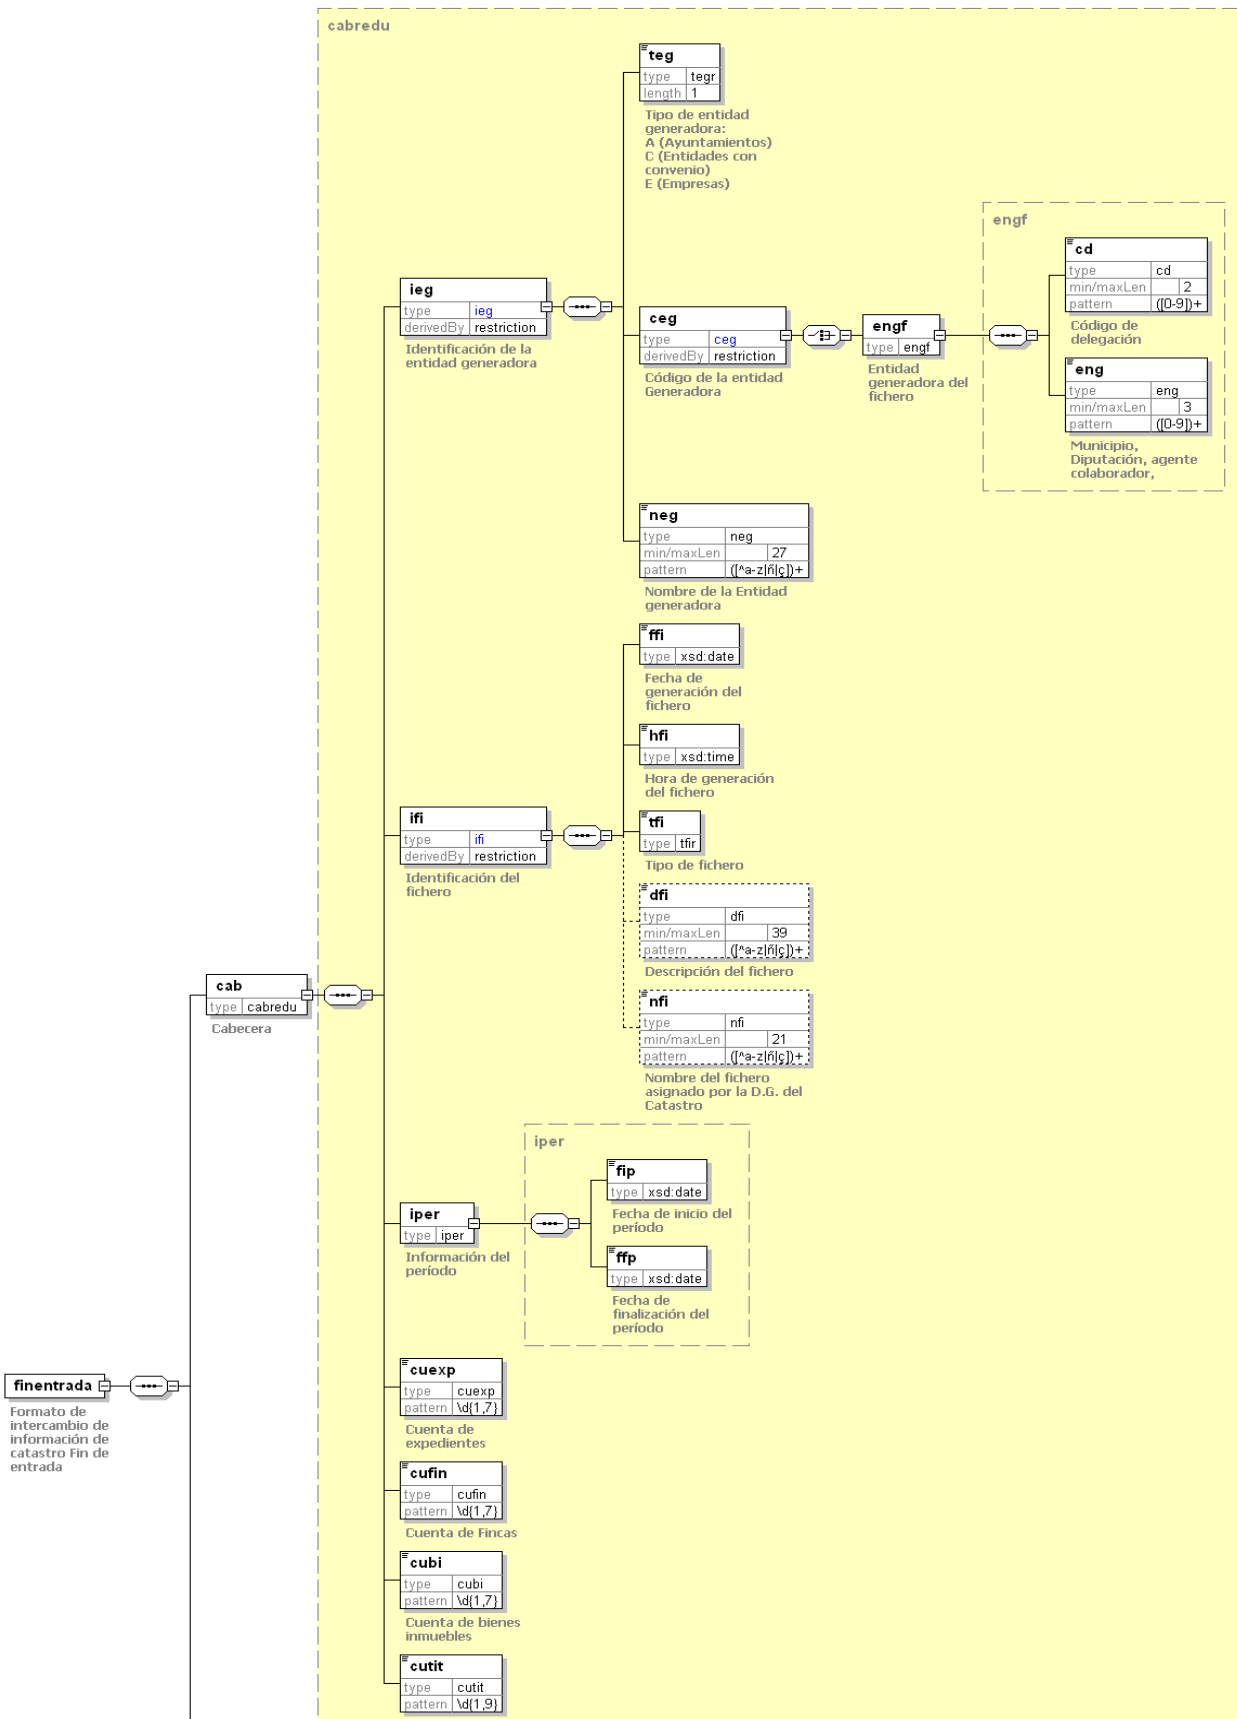 cabredu
teg
type tegr
length 1
Tipo de entidad
generadora:
A (Ayuntamientos)
C (Entidades con
convenio)
E (Empresas)
engf
cd
type cd
min/maxLen 2
pattern ([0-9])+
Código de
delegación
ieg
type ieg
derivedBy restriction
Identificación de la
entidad generadora
ceg
type ceg
derivedBy restriction
Código de la entidad
Generadora
engf
type engf
Entidad
generadora del
fichero
eng
type eng
min/maxLen 3
pattern ([0-9])+
Municipio,
Diputación, agente
colaborador,
neg
type neg
min/maxLen 27
pattern ([^a-z|ñ|ç])+
Nombre de la Entidad
generadora
ffi
type xsd:date
Fecha de
generación del
fichero
hfi
type xsd:time
Hora de generación
del fichero
ifi
type ifi
derivedBy restriction
Identificación del
fichero
tfi
type tfir
Tipo de fichero
dfi
type dfi
min/maxLen 39
pattern ([^a-z|ñ|ç])+
Descripción del fichero
cab
type cabredu
Cabecera
nfi
type nfi
min/maxLen 21
pattern ([^a-z|ñ|ç])+
Nombre del fichero
asignado por la D.G. del
Catastro
iper
fip
type xsd:date
Fecha de inicio del
período
iper
type iper
Información del
período
ffp
type xsd:date
Fecha de
finalización del
período
finentrada
Formato de
intercambio de
información de
catastro Fin de
entrada
cuexp
type cuexp
pattern \d{1,7}
Cuenta de
expedientes
cufin
type cufin
pattern \d{1,7}
Cuenta de Fincas
cubi
type cubi
pattern \d{1,7}
Cuenta de bienes
inmuebles
cutit
type cutit
pattern \d{1,9}